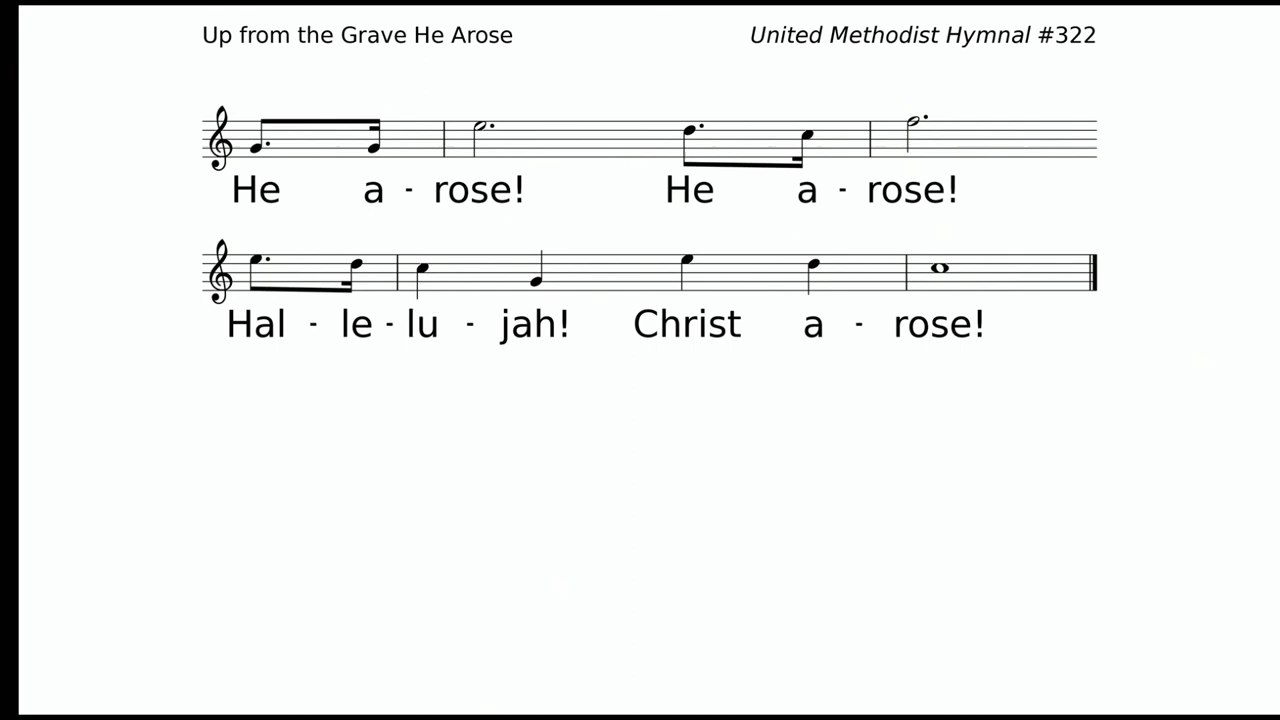 Up from the Grave He Arose United Methodist Hymnal #322
He a - rose! He a - rose!
Hal - le - lu - jah! Christ a - rose!